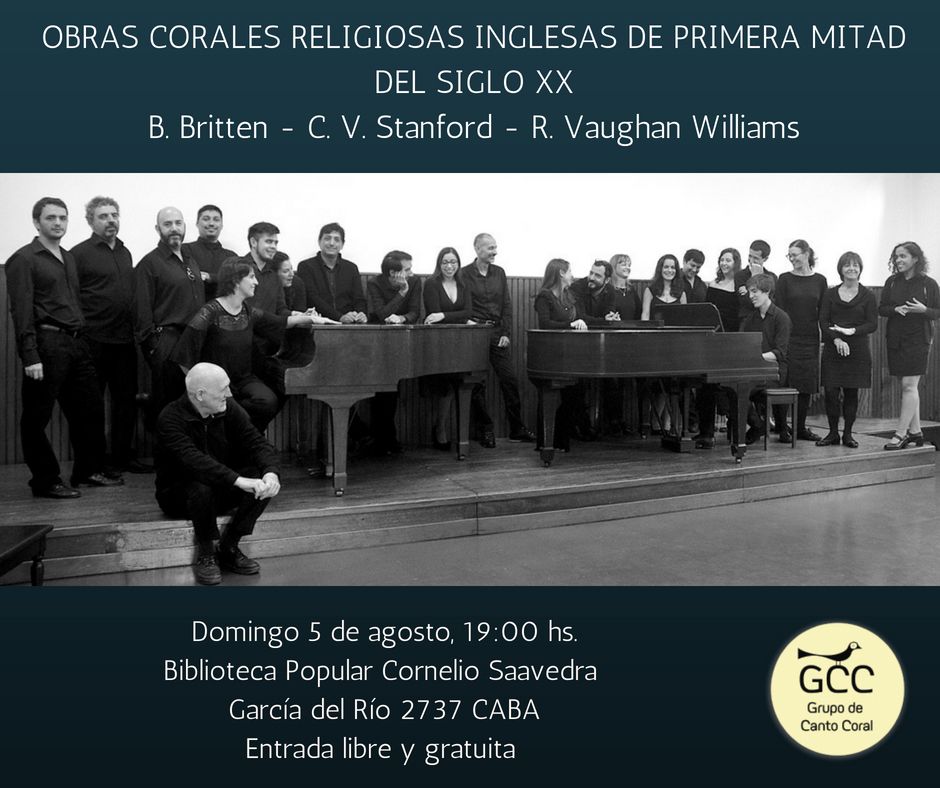 OBRAS CORALES RELIGIOSAS INGLESAS DE PRIMERA MITAD
DEL SIGLO XX
B. Britten - C. V. Stanford - R. Vaughan Williams
Domingo 5 de agosto, 19:00 hs.
Biblioteca Popular Cornelio Saavedra
García del Río 2737 CABA
Entrada libre y gratuita
GCC
Grupo de
Canto Coral